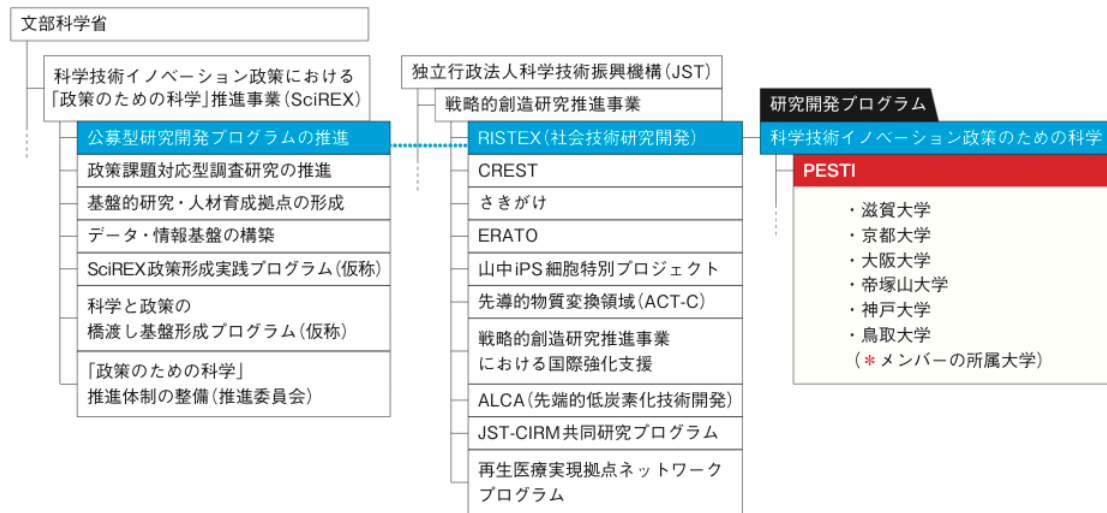 文部科学省
科学技術イノベーション政策における
「政策のための科学」推進事業(SciREX)
公募型研究開発プログラムの推進
政策課題対応型調査研究の推進
基盤的研究・人材育成拠点の形成
データ・情報基盤の構築
SciREX政策形成実践プログラム(仮称)
科学と政策の
橋渡し基盤形成プログラム(仮称)
「政策のための科学」
推進体制の整備(推進委員会)
独立行政法人科学技術振興機構(JST)
戦略的創造研究推進事業
RISTEX(社会技術研究開発)
CREST
さきがけ
ERATO
山中iPS細胞特別プロジェクト
先導的物質変換領域(ACT-C)
戦略的創造研究推進事業
における国際強化支援
ALCA(先端的低炭素化技術開発)
JST-CIRM共同研究プログラム
再生医療実現拠点ネットワーク
プログラム
研究開発プログラム
科学技術イノベーション政策のための科学
PESTI
・滋賀大学
・京都大学
・大阪大学
・帝塚山大学
・神戸大学
・鳥取大学
(＊メンバーの所属大学)